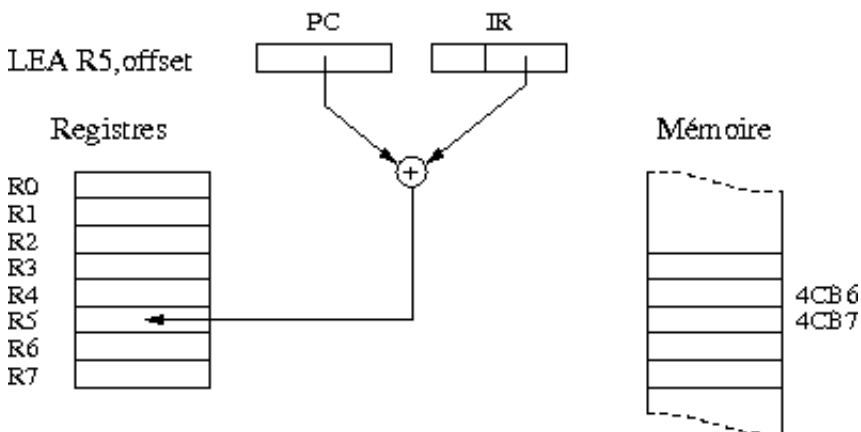 PC IR
LEA R5,offset
Registres Mémoire
+
R0
R1
R2
R3
R4 4CB6
R5 4CB7
R6
R7